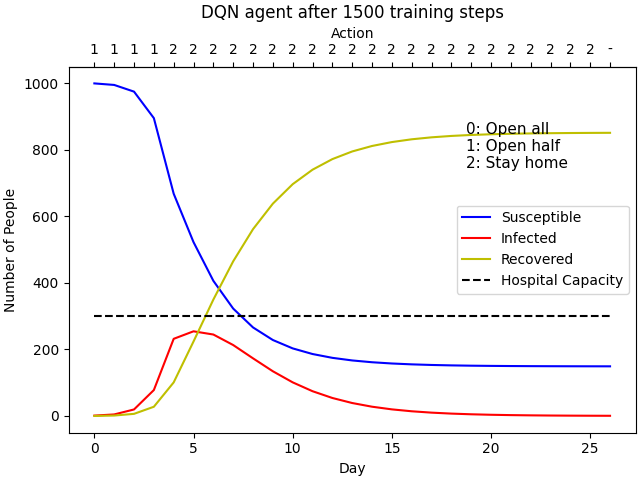 DQN agent after 1500 training steps
Action
1 1 1 1 2 2 2 2 2 2 2 2 2 2 2 2 2 2 2 2 2 2 2 2 2 2 -
1000
800
600
400
200
0
Number of People
0: Open all
1: Open half
2: Stay home
Susceptible
Infected
Recovered
Hospital Capacity
0 5 10 15 20 25
Day